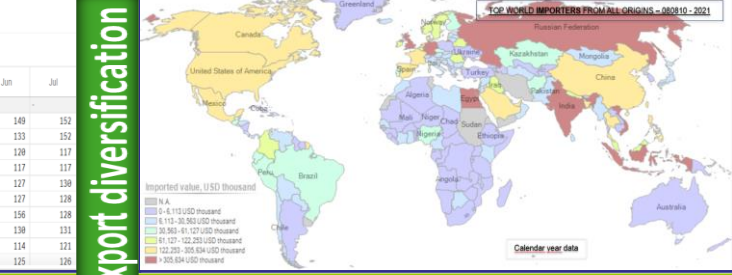 Jun Jul
-
149 152
133 152
120 117
117 117
127 130
127 128
156 128
130 131
114 121
125 126
xport diversification
TOP WORLD IMPORTERS FROM ALL ORIGINS – 080810 - 2021
Greenland
Norway
Russian Federation
Canada
Ukraine
Kazakhstan
Mongolia
United States of America
Spain
Turkey
China
Iran
Pakistan
Mexico
Cuba
Algeria
Egypt
India
Mali
Niger
Chad
Sudan
Nigeria
Ethiopia
Peru
Brazil
Angola
Chile
Australia
Imported value, USD thousand
N.A.
0 - 6,113 USD thousand
6,113 - 30,563 USD thousand
30,563 - 61,127 USD thousand
61,127 - 122,253 USD thousand
122,253 - 305,634 USD thousand
> 305,634 USD thousand
Calendar year data